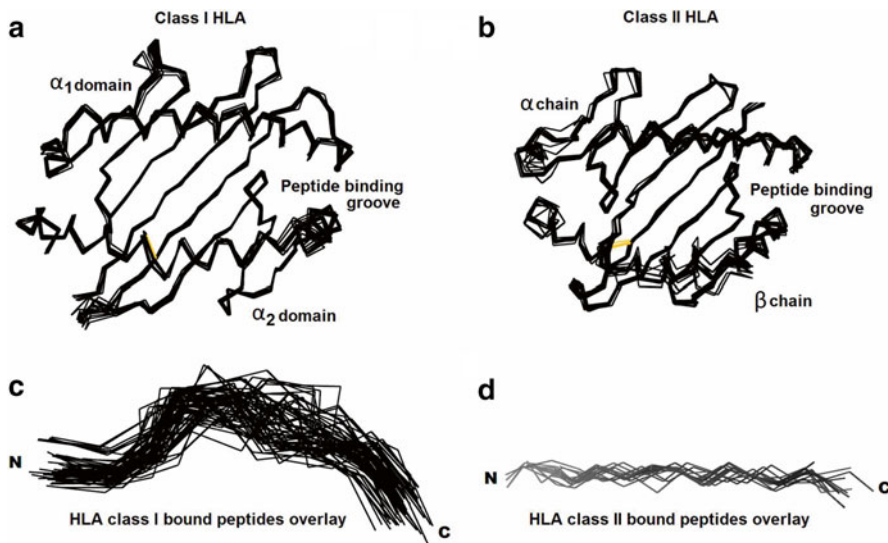 a
Class I HLA
α1 domain
Peptide binding
groove
α2 domain
b
Class II HLA
α chain
Peptide binding
groove
β chain
c
N
C
HLA class I bound peptides overlay
d
N
C
HLA class II bound peptides overlay